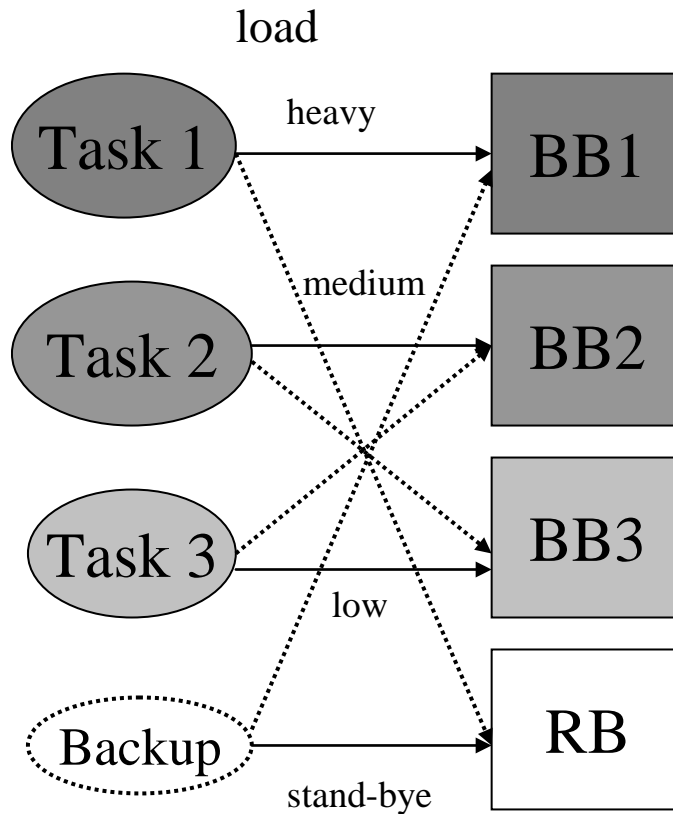 load
heavy
Task 1
BB1
medium
Task 2
BB2
Task 3
BB3
low
Backup
RB
stand-bye